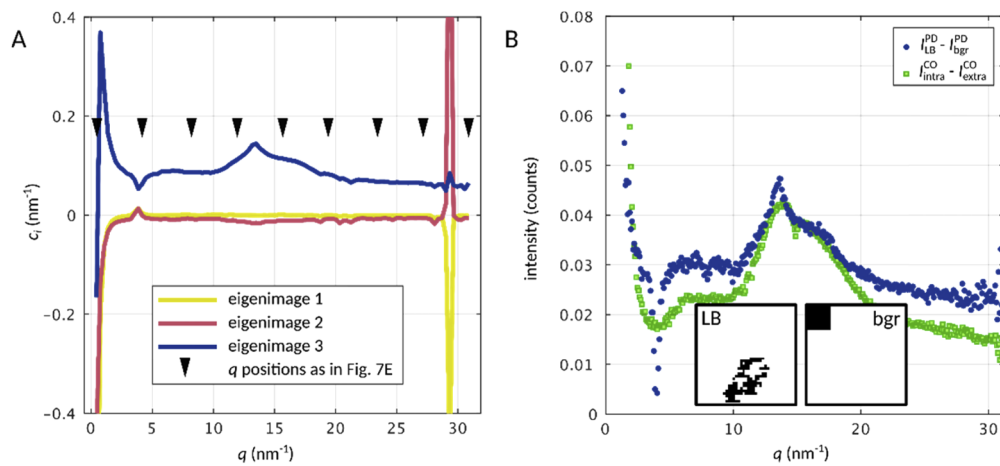 A
0.4
0.2
0
-0.2
-0.4
cᵢ (nm⁻¹)
eigenimage 1
eigenimage 2
eigenimage 3
q positions as in Fig. 7E
0 5 10 15 20 25 30
q (nm⁻¹)
B
0.08
0.07
0.06
0.05
0.04
0.03
0.02
0.01
0
intensity (counts)
I_LB^PD - I_bgr^PD
I_intra^CO - I_extra^CO
LB
bgr
0 10 20 30
q (nm⁻¹)